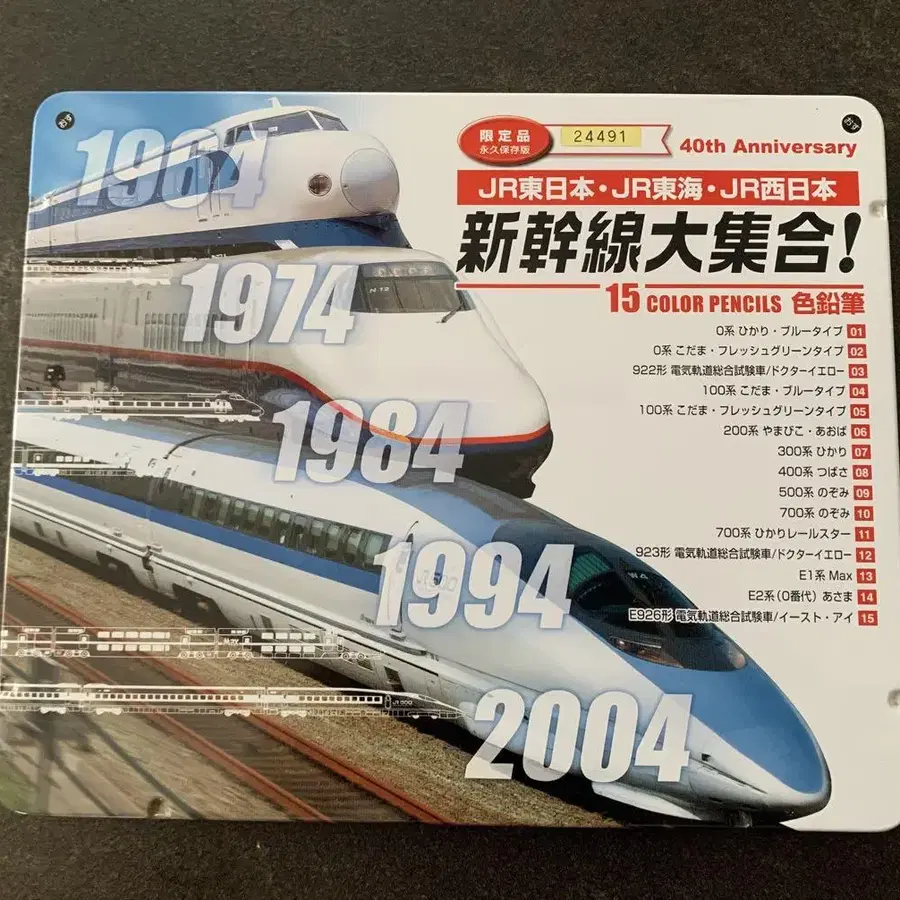 おす
おす
限定品
永久保存版
24491
40th Anniversary
JR東日本・JR東海・JR西日本
新幹線大集合!
15 COLOR PENCILS 色鉛筆
0系 ひかり・ブルータイプ 01
0系 こだま・フレッシュグリーンタイプ 02
922形 電気軌道総合試験車/ドクターイエロー 03
100系 こだま・ブルータイプ 04
100系 こだま・フレッシュグリーンタイプ 05
200系 やまびこ・あおば 06
300系 ひかり 07
400系 つばさ 08
500系 のぞみ 09
700系 のぞみ 10
700系 ひかりレールスター 11
923形 電気軌道総合試験車/ドクターイエロー 12
E1系 Max 13
E2系(0番代) あさま 14
E926形 電気軌道総合試験車/イースト・アイ 15
1964
1974
N 12
1984
1994
W 4
2004